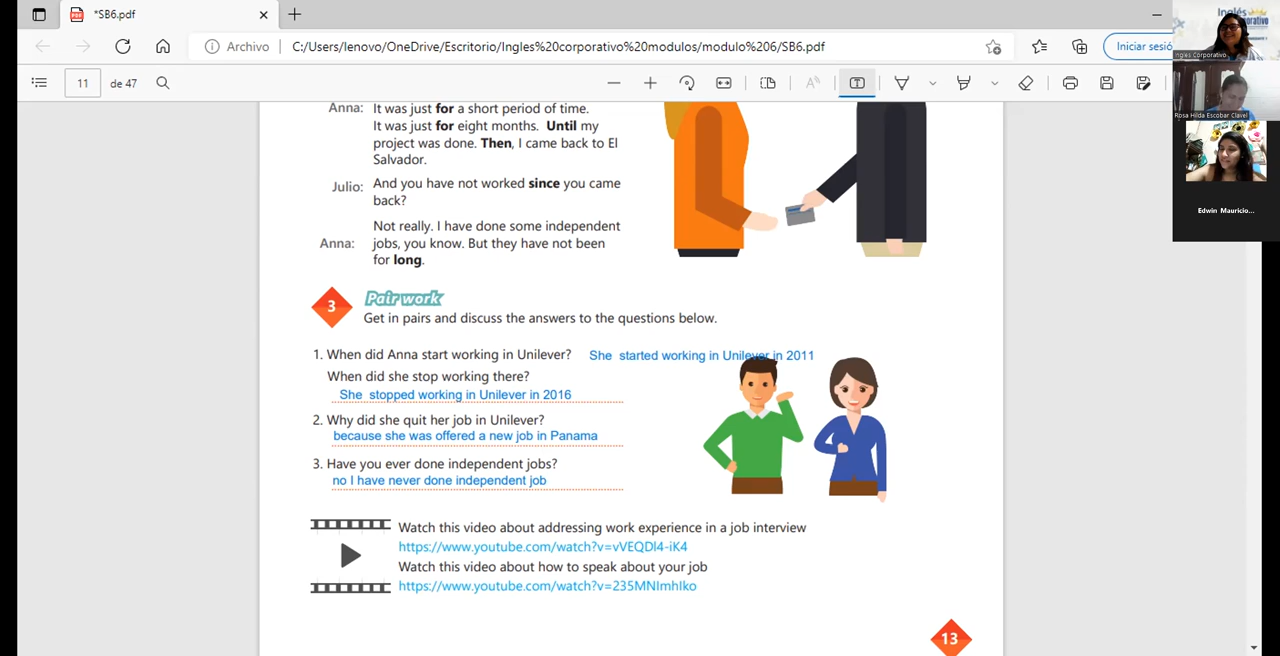 *SB6.pdf
Archivo
C:/Users/lenovo/OneDrive/Escritorio/Ingles%20corporativo%20modulos/modulo%206/SB6.pdf
Iniciar sesió
11
de 47
Inglés
Ingles Corporativo
Rosa Hilda Escobar Clavel
Edwin Mauricio...
Anna: It was just for a short period of time.
It was just for eight months. Until my
project was done. Then, I came back to El
Salvador.
Julio: And you have not worked since you came
back?
Not really. I have done some independent
Anna: jobs, you know. But they have not been
for long.
3
Pair work
Get in pairs and discuss the answers to the questions below.
1. When did Anna start working in Unilever? She started working in Unilever in 2011
When did she stop working there?
She stopped working in Unilever in 2016
2. Why did she quit her job in Unilever?
because she was offered a new job in Panama
3. Have you ever done independent jobs?
no I have never done independent job
Watch this video about addressing work experience in a job interview
https://www.youtube.com/watch?v=vVEQDl4-iK4
Watch this video about how to speak about your job
https://www.youtube.com/watch?v=235MNImhIko
13